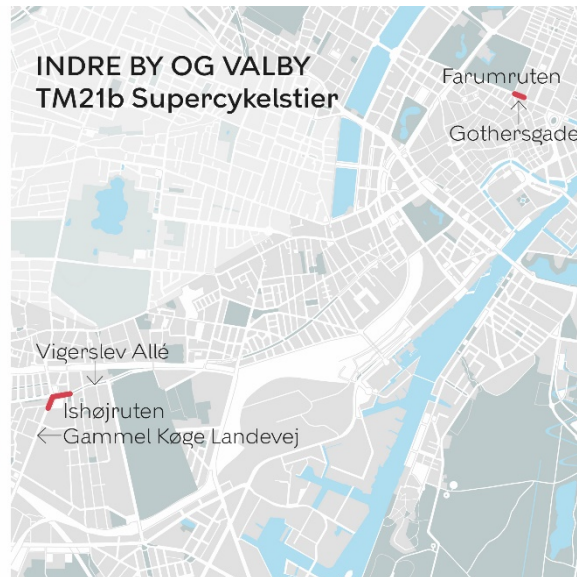 INDRE BY OG VALBY
TM21b Supercykelstier
Farumruten
Gothersgade
Vigerslev Allé
Ishøjruten
Gammel Køge Landevej